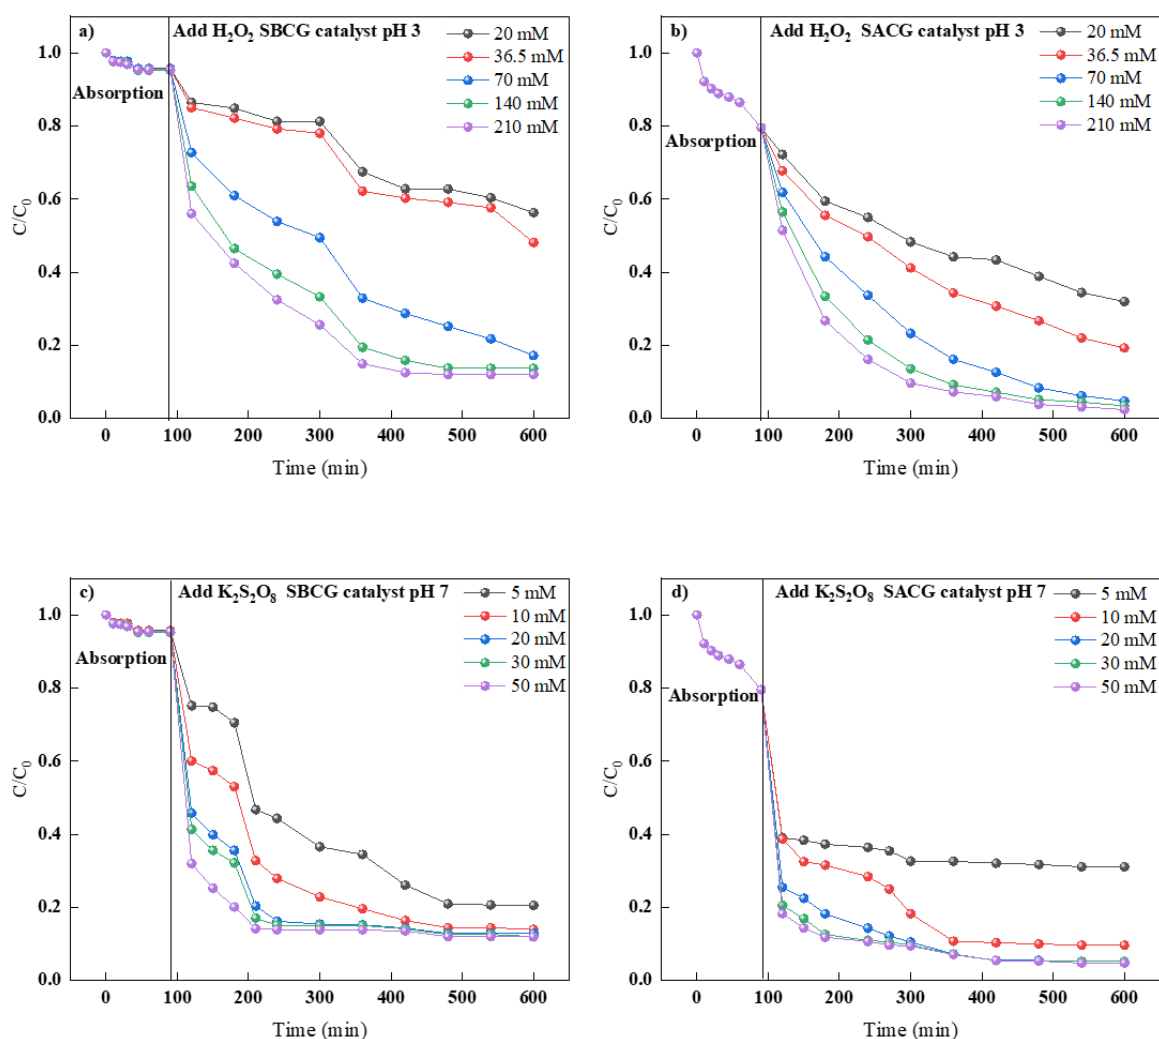 a) Add H₂O₂ SBCG catalyst pH 3
20 mM
36.5 mM
70 mM
140 mM
210 mM
Absorption
1.0
0.8
0.6
0.4
0.2
0.0
C/C₀
0 100 200 300 400 500 600
Time (min)
b) Add H₂O₂ SACG catalyst pH 3
20 mM
36.5 mM
70 mM
140 mM
210 mM
Absorption
1.0
0.8
0.6
0.4
0.2
0.0
C/C₀
0 100 200 300 400 500 600
Time (min)
c) Add K₂S₂O₈ SBCG catalyst pH 7
5 mM
10 mM
20 mM
30 mM
50 mM
Absorption
1.0
0.8
0.6
0.4
0.2
0.0
C/C₀
0 100 200 300 400 500 600
Time (min)
d) Add K₂S₂O₈ SACG catalyst pH 7
5 mM
10 mM
20 mM
30 mM
50 mM
Absorption
1.0
0.8
0.6
0.4
0.2
0.0
C/C₀
0 100 200 300 400 500 600
Time (min)